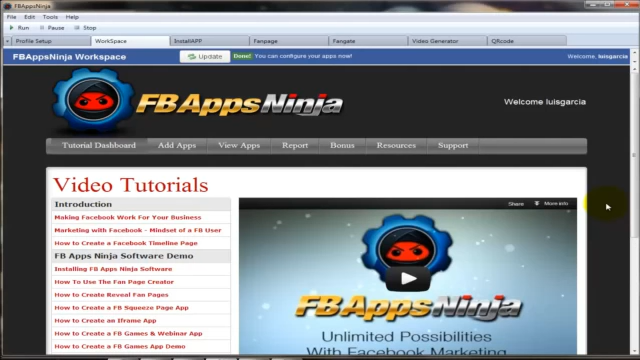 FBAppsNinja
File Edit Tools Help
Run Pause Stop
Profile Setup WorkSpace InstallAPP Fanpage Fangate Video Generator QRcode
FBAppsNinja Workspace Update Done! You can configure your apps now! Welcome, luisgarcia
FBAppsNinja Welcome luisgarcia
Tutorial Dashboard Add Apps View Apps Report Bonus Resources Support
Video Tutorials
Introduction
Making Facebook Work For Your Business
Marketing with Facebook - Mindset of a FB User
How to Create a Facebook Timeline Page
FB Apps Ninja Software Demo
Installing FB Apps Ninja Software
How To Use The Fan Page Creator
How to Create Reveal Fan Pages
How to Create a FB Squeeze Page App
How to Create an Iframe App
How to Create a FB Games & Webinar App
How to Create a FB Games App Demo
Share More info
FBAppsNinja
Unlimited Possibilities
With Facebook Marketing